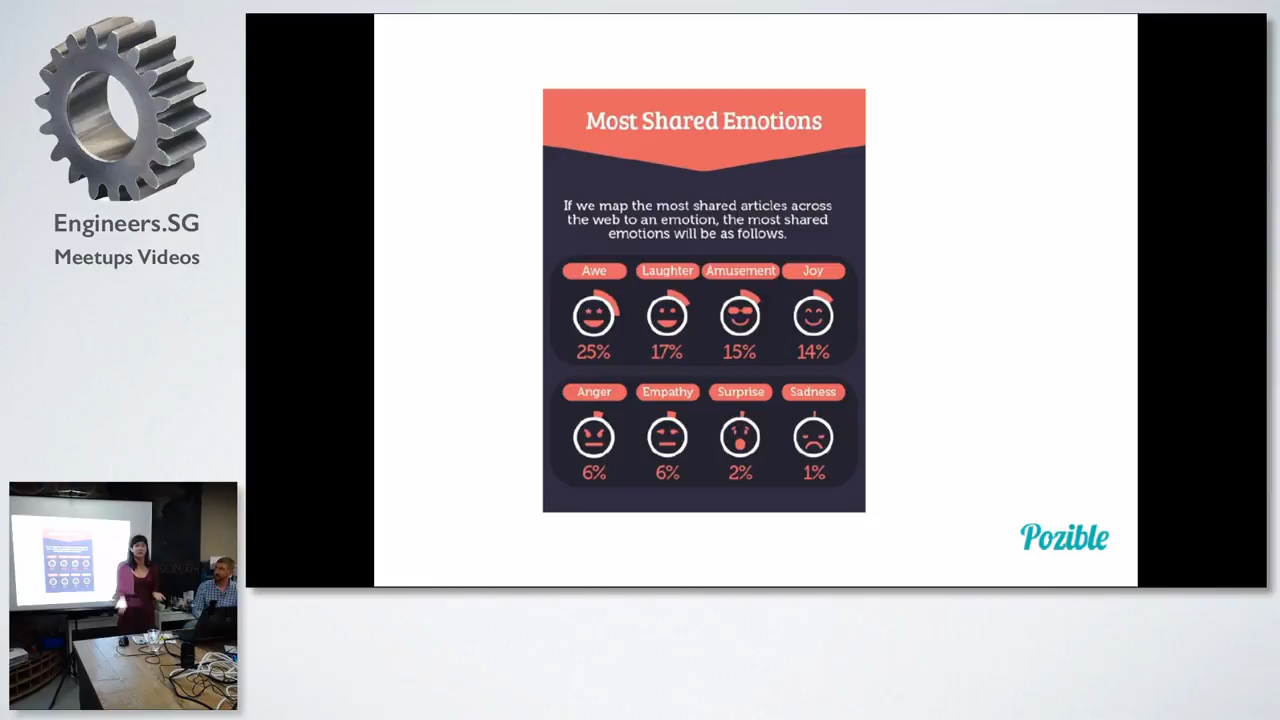 Engineers.SG
Meetups Videos
Most Shared Emotions
If we map the most shared articles across
the web to an emotion, the most shared
emotions will be as follows.
Awe Laughter Amusement Joy
25% 17% 15% 14%
Anger Empathy Surprise Sadness
6% 6% 2% 1%
Pozible